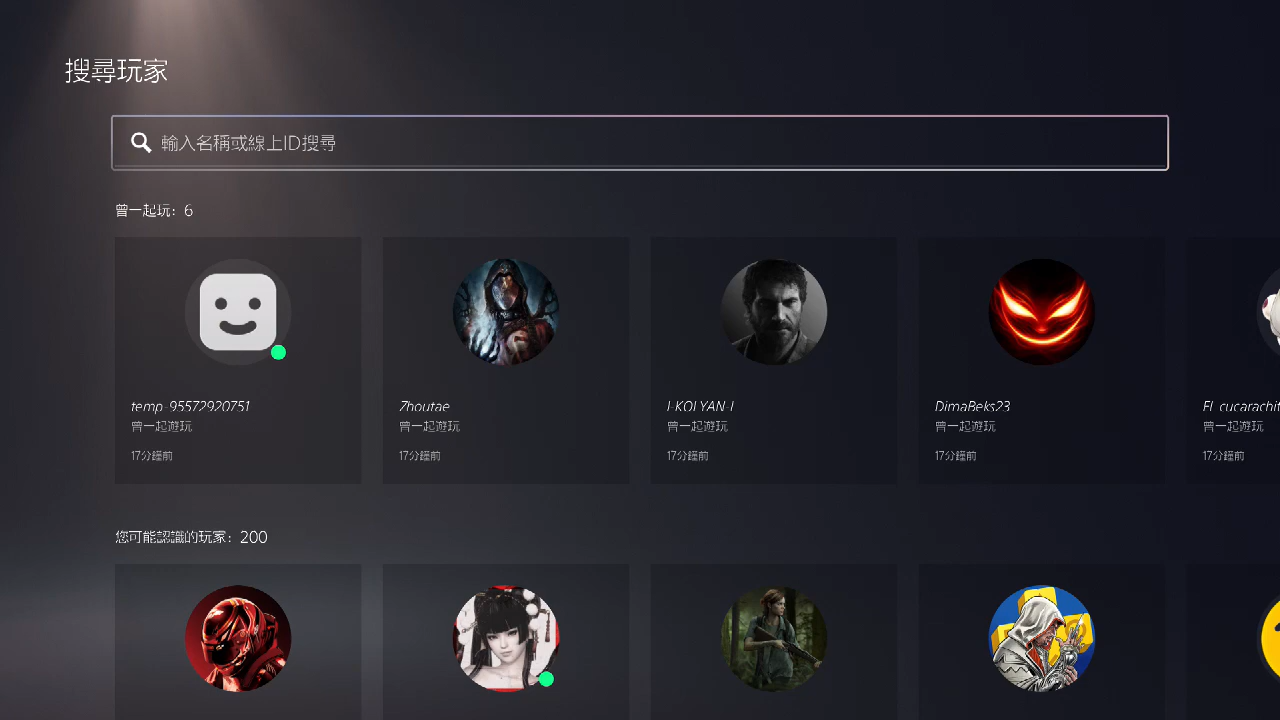 搜尋玩家
輸入名稱或線上ID搜尋
曾一起玩: 6
temp-95572920751
曾一起遊玩
17分鐘前
Zhoutae
曾一起遊玩
17分鐘前
I-KOLYAN-I
曾一起遊玩
17分鐘前
DimaBeks23
曾一起遊玩
17分鐘前
El_cucarachit
曾一起遊玩
17分鐘前
您可能認識的玩家: 200